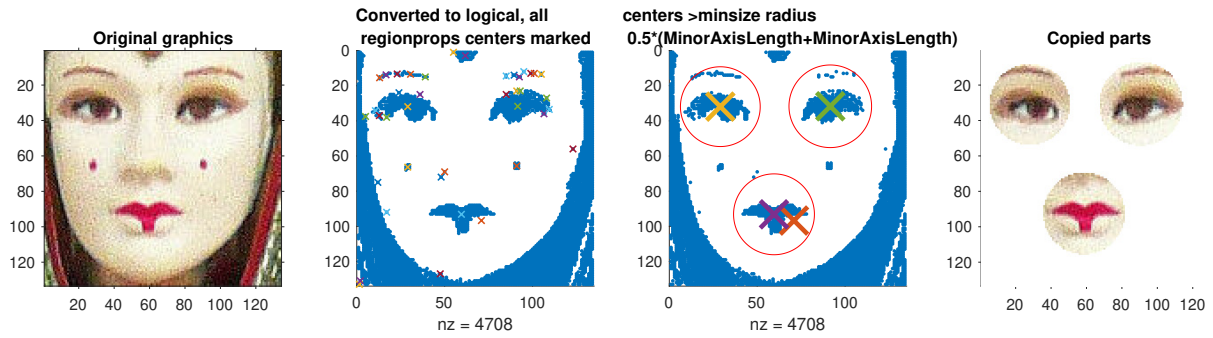 Original graphics
20
40
60
80
100
120
20 40 60 80 100 120
Converted to logical, all
regionprops centers marked
0
20
40
60
80
100
120
0 50 100
nz = 4708
centers >minsize radius
0.5*(MinorAxisLength+MinorAxisLength)
0
20
40
60
80
100
120
0 50 100
nz = 4708
Copied parts
20
40
60
80
100
120
20 40 60 80 100 120